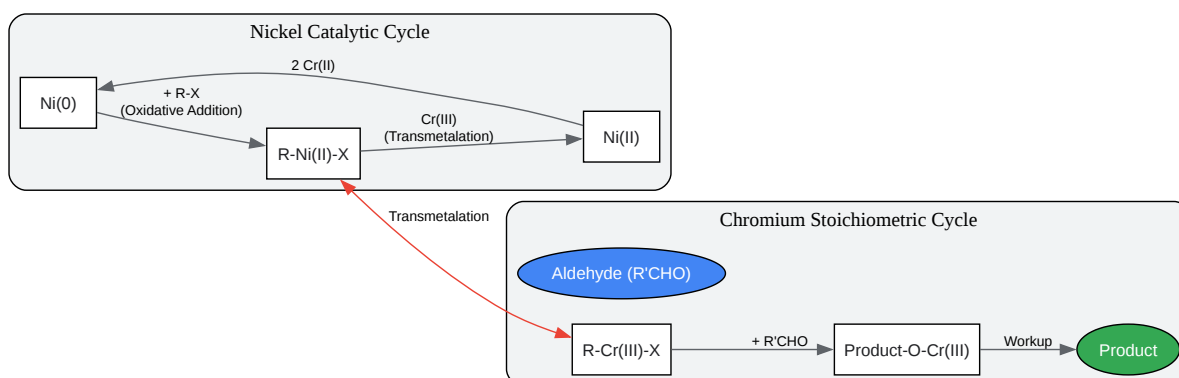 Nickel Catalytic Cycle
2 Cr(II)
Ni(0)
+ R-X
(Oxidative Addition)
Cr(III)
(Transmetalation)
Ni(II)
R-Ni(II)-X
Transmetalation
Chromium Stoichiometric Cycle
Aldehyde (R'CHO)
R-Cr(III)-X
+ R'CHO
Product-O-Cr(III)
Workup
Product